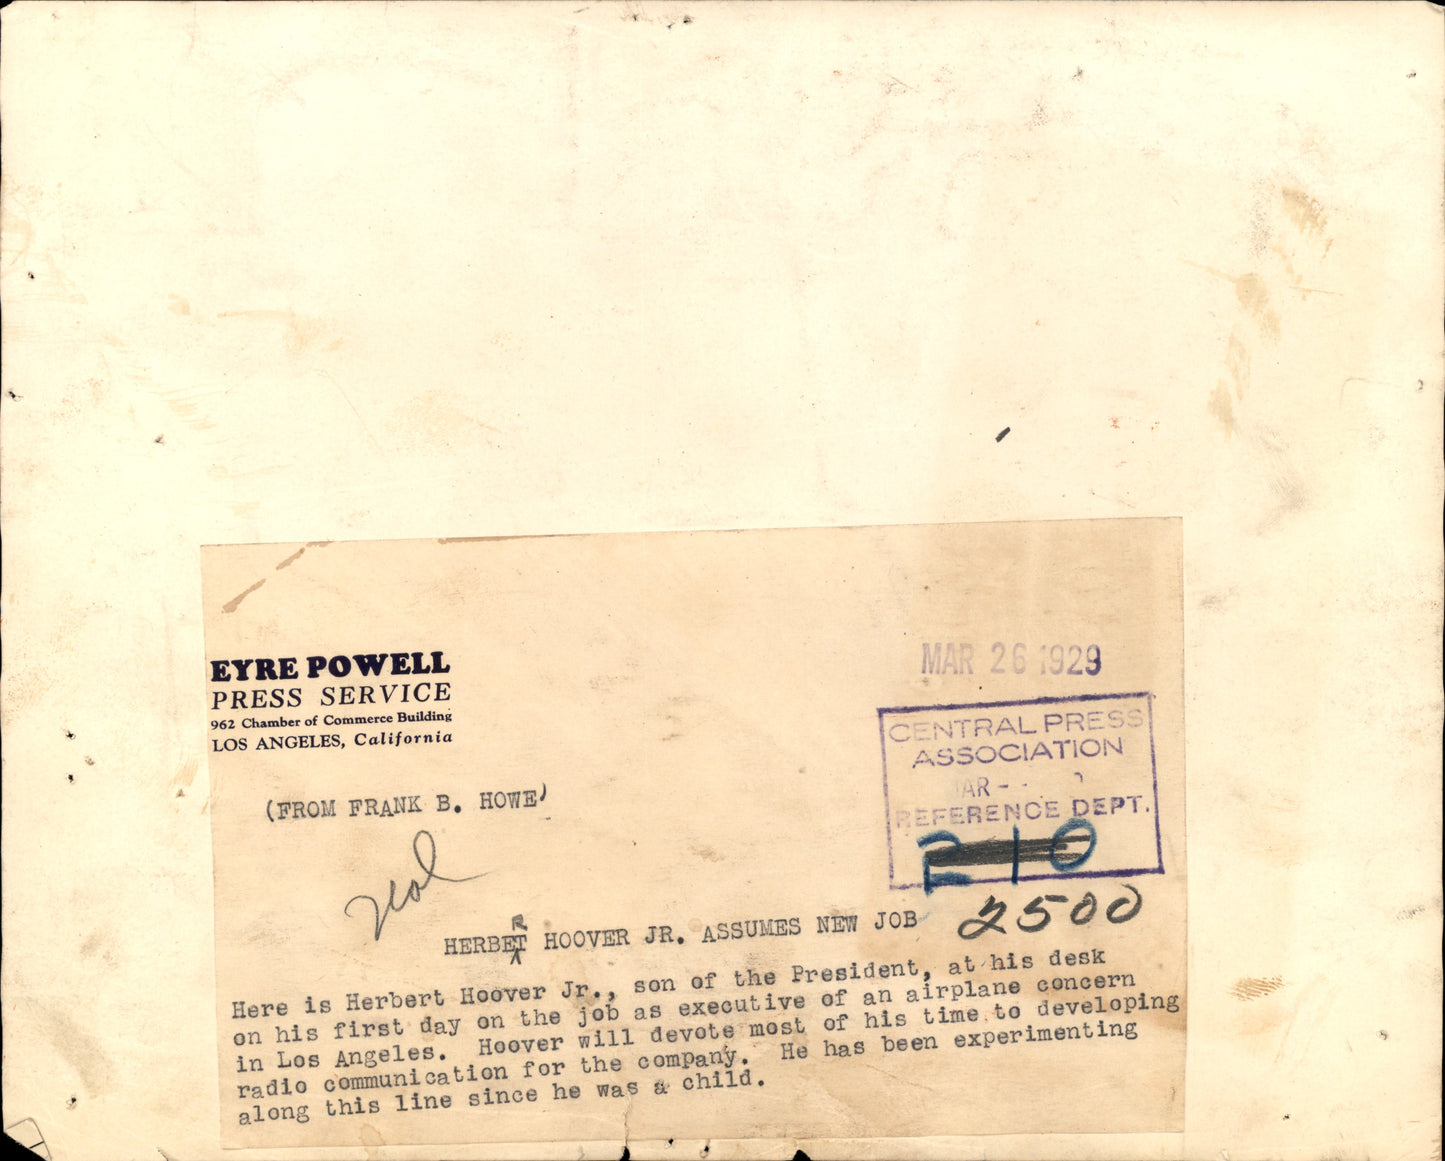 EYRE POWELL
PRESS SERVICE
962 Chamber of Commerce Building
LOS ANGELES, California
MAR 26 1929
CENTRAL PRESS
ASSOCIATION
REFERENCE DEPT.
P 10
2500
(FROM FRANK B. HOWE)
HERBERT HOOVER JR. ASSUMES NEW JOB
Here is Herbert Hoover Jr., son of the President, at his desk
on his first day on the job as executive of an airplane concern
in Los Angeles. Hoover will devote most of his time to developing
radio communication for the company. He has been experimenting
along this line since he was a child.